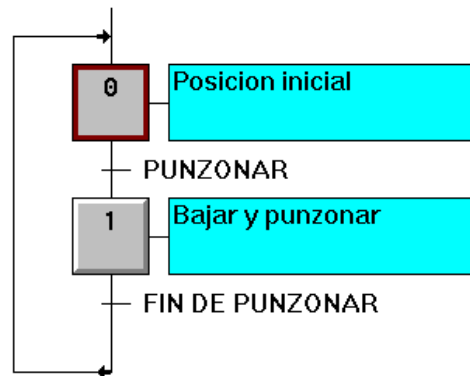 0
Posicion inicial
PUNZONAR
1
Bajar y punzonar
FIN DE PUNZONAR